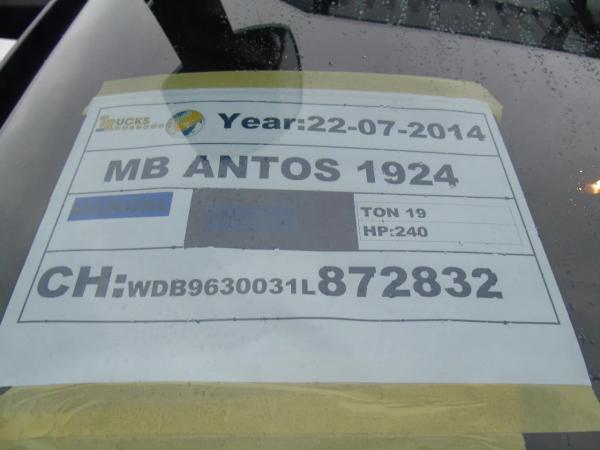 TRUCKS Year:22-07-2014
MB ANTOS 1924
TON 19
HP:240
CH:WDB9630031L872832